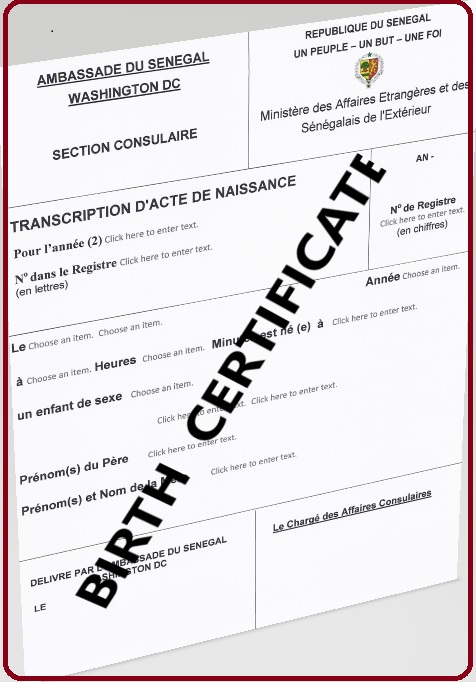 AMBASSADE DU SENEGAL
WASHINGTON DC
SECTION CONSULAIRE
REPUBLIQUE DU SENEGAL
UN PEUPLE – UN BUT – UNE FOI
Ministère des Affaires Etrangères et des
Sénégalais de l'Extérieur
TRANSCRIPTION D'ACTE DE NAISSANCE
Pour l'année (2) Click here to enter text.
Nº dans le Registre Click here to enter text.
(en lettres)
AN -
Nº de Registre
Click here to enter text.
(en chiffres)
Année Choose an item.
Le Choose an item. Choose an item.
à Choose an item. Heures Choose an item. Minutes est né (e) à Click here to enter text.
un enfant de sexe Choose an item.
Click here to enter text. Click here to enter text.
Prénom(s) du Père Click here to enter text.
Prénom(s) et Nom de la Click here to enter text.
DELIVRE PAR L'AMBASSADE DU SENEGAL
WASHINGTON DC
LE
Le Chargé des Affaires Consulaires
BIRTH CERTIFICATE